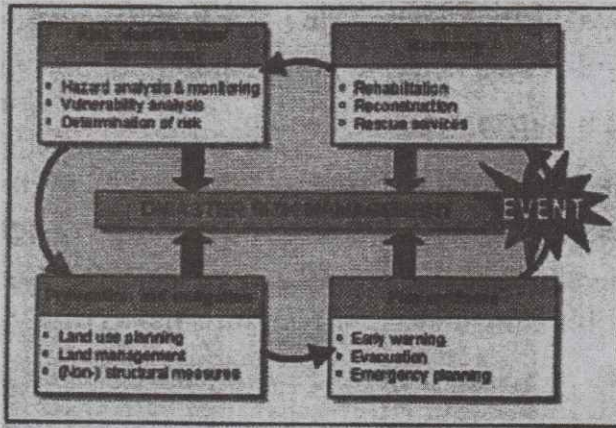 Hazard analysis & monitoring
Vulnerability analysis
Determination of risk
Recovery
Rehabilitation
Reconstruction
Rescue services
EVENT
Land use planning
Land management
(Non-) structural measures
Early warning
Evacuation
Emergency planning